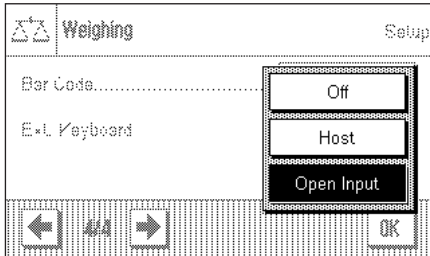 Weighing Setup
Bar Code..............................
Off
Ext. Keyboard
Host
Open Input
4/4 OK